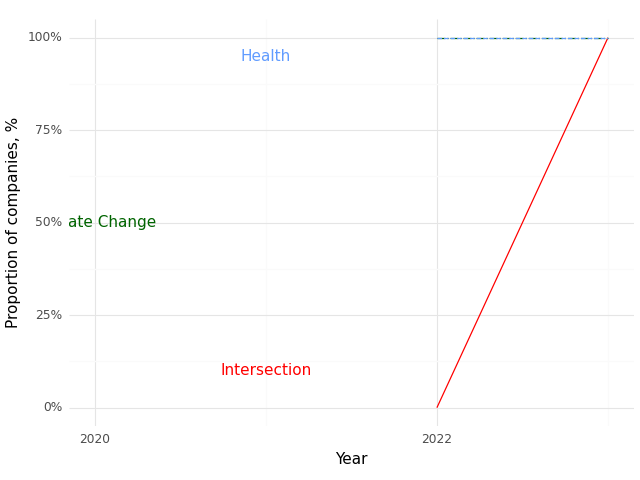 100%
Health
75%
ate Change
50%
25%
Intersection
0%
2020
2022
Year
Proportion of companies, %